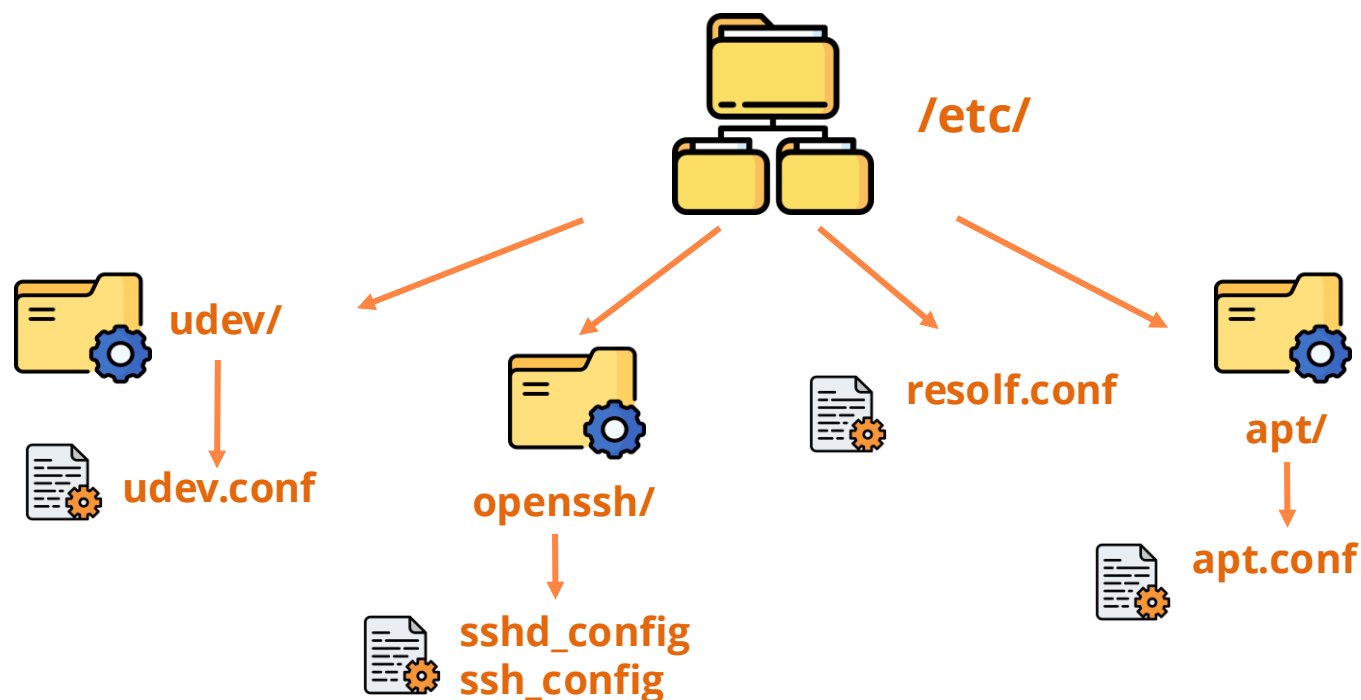 /etc/
udev/
udev.conf
openssh/
sshd_config
ssh_config
resolf.conf
apt/
apt.conf